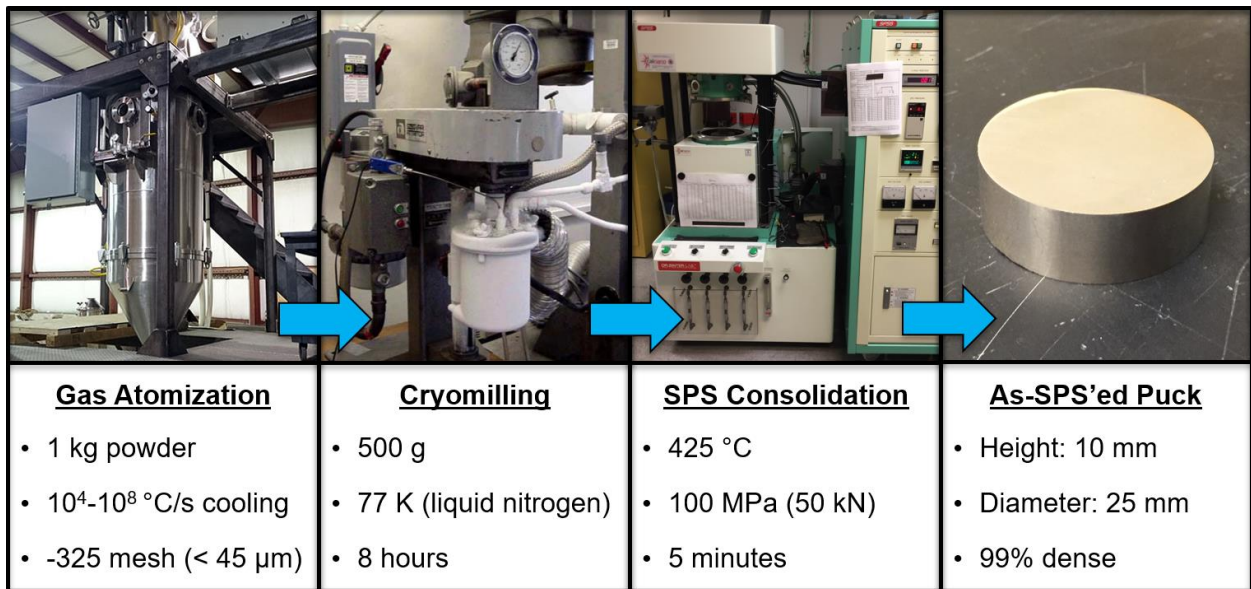 Gas Atomization
• 1 kg powder
• 10⁴-10⁸ °C/s cooling
• -325 mesh (< 45 µm)
Cryomilling
• 500 g
• 77 K (liquid nitrogen)
• 8 hours
SPS Consolidation
• 425 °C
• 100 MPa (50 kN)
• 5 minutes
As-SPS’ed Puck
• Height: 10 mm
• Diameter: 25 mm
• 99% dense